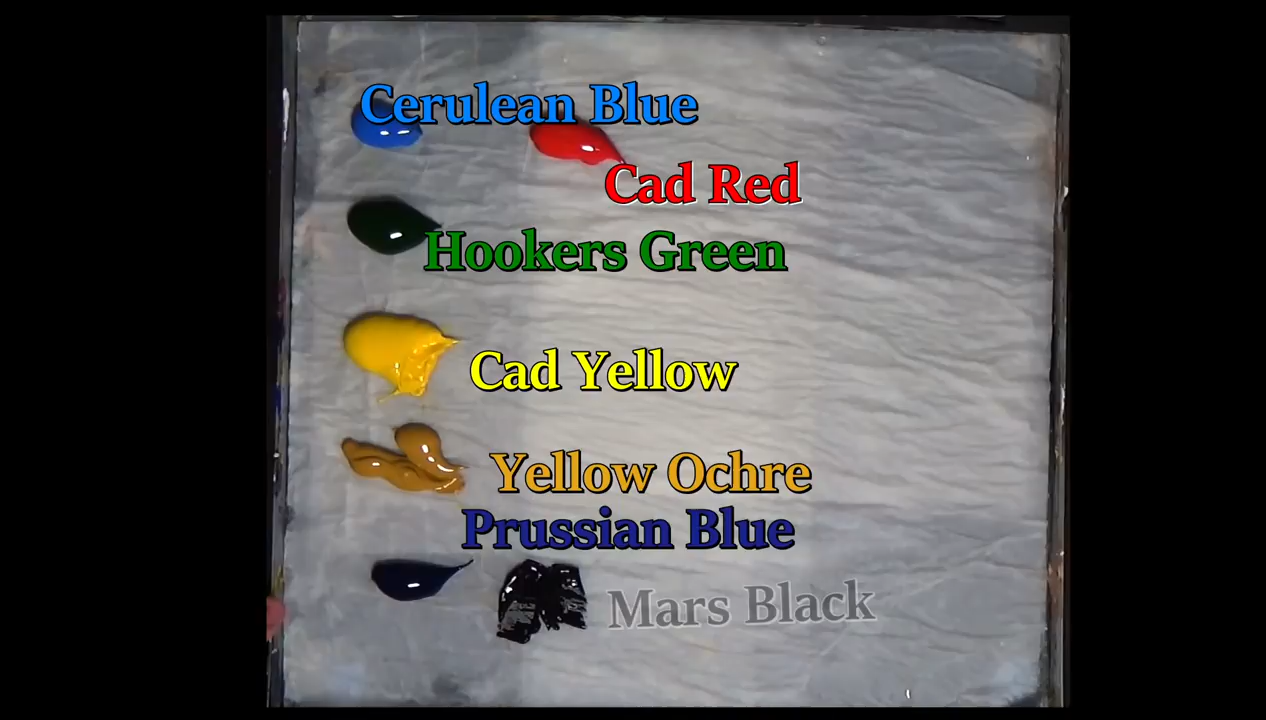 Cerulean Blue
Cad Red
Hookers Green
Cad Yellow
Yellow Ochre
Prussian Blue
Mars Black